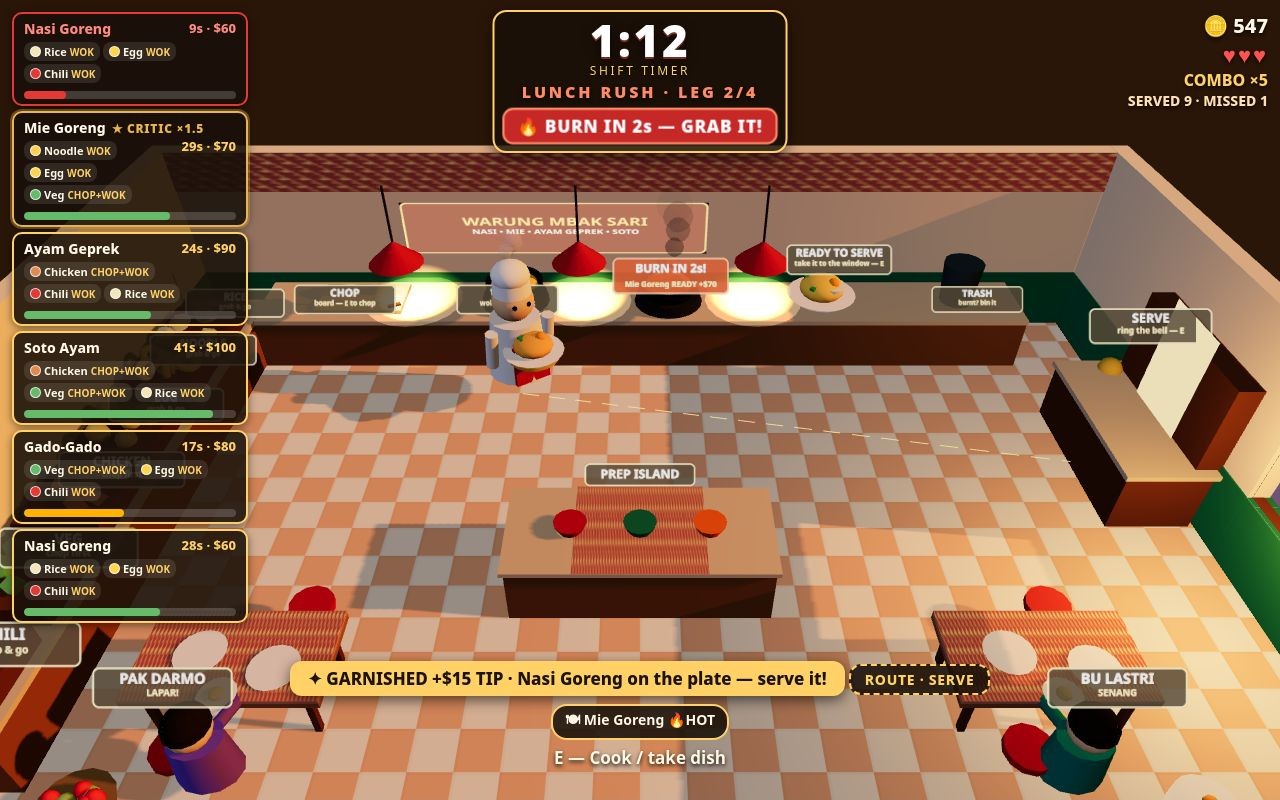 Nasi Goreng 9s · $60
Rice WOK Egg WOK
Chili WOK
Mie Goreng ★ CRITIC ×1.5
29s · $70
Noodle WOK
Egg WOK
Veg CHOP+WOK
Ayam Geprek 24s · $90
Chicken CHOP+WOK
Chili WOK Rice WOK
Soto Ayam 41s · $100
Chicken CHOP+WOK
Veg CHOP+WOK Rice WOK
Gado-Gado 17s · $80
Veg CHOP+WOK Egg WOK
Chili WOK
Nasi Goreng 28s · $60
Rice WOK Egg WOK
Chili WOK
1:12
SHIFT TIMER
LUNCH RUSH · LEG 2/4
🔥 BURN IN 2s — GRAB IT!
547
♥♥♥
COMBO ×5
SERVED 9 · MISSED 1
WARUNG MBAK SARI
NASI • MIE • AYAM GEPREK • SOTO
CHOP
board — E to chop
BURN IN 2s!
Mie Goreng READY +$70
READY TO SERVE
take it to the window — E
TRASH
burnt? bin it
SERVE
ring the bell — E
PREP ISLAND
CHICKEN
VEG
PAK DARMO
LAPAR!
BU LASTRI
SENANG
✦ GARNISHED +$15 TIP · Nasi Goreng on the plate — serve it!
ROUTE · SERVE
🍽 Mie Goreng 🔥HOT
E — Cook / take dish